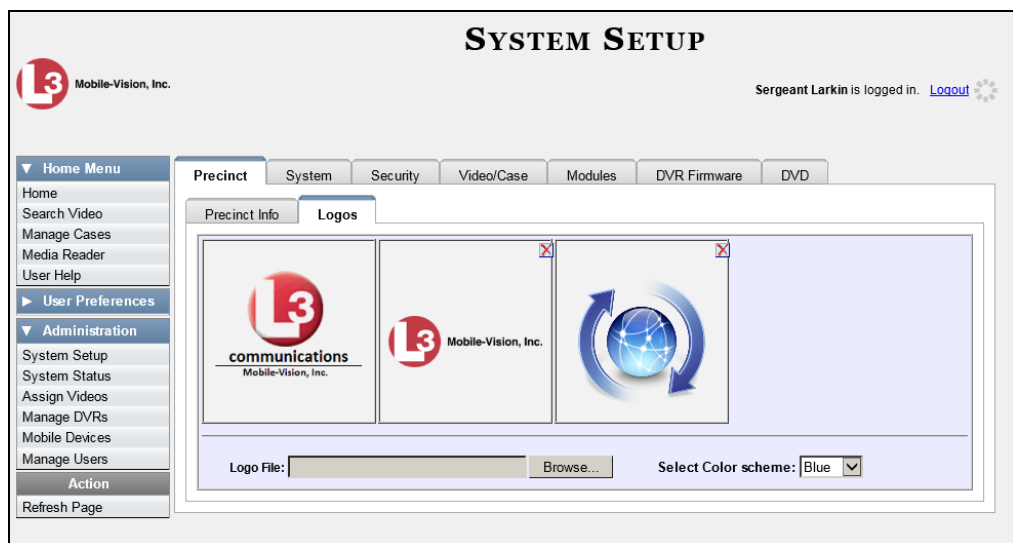 SYSTEM SETUP
L3 Mobile-Vision, Inc.
Sergeant Larkin is logged in. Logout
Home Menu
Home
Search Video
Manage Cases
Media Reader
User Help
User Preferences
Administration
System Setup
System Status
Assign Videos
Manage DVRs
Mobile Devices
Manage Users
Action
Refresh Page
Precinct System Security Video/Case Modules DVR Firmware DVD
Precinct Info Logos
L3
communications
Mobile-Vision, Inc.
L3 Mobile-Vision, Inc.
Logo File: Browse... Select Color scheme: Blue